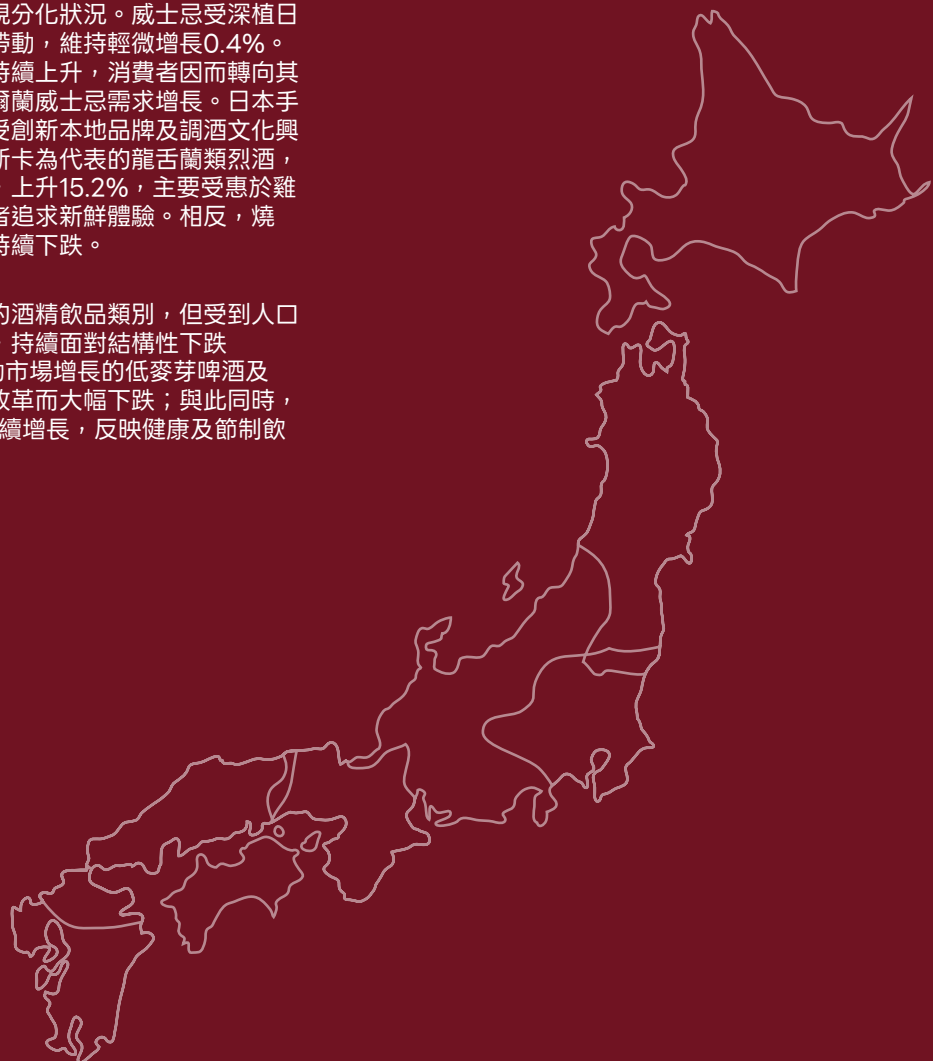 現分化狀況。威士忌受深植日
帶動，維持輕微增長0.4%。
持續上升，消費者因而轉向其
爾蘭威士忌需求增長。日本手
受創新本地品牌及調酒文化興
斯卡為代表的龍舌蘭類烈酒，
上升15.2%，主要受惠於雞
者追求新鮮體驗。相反，燒
持續下跌。
的酒精飲品類別，但受到人口
，持續面對結構性下跌
市場增長的低麥芽啤酒及
改革而大幅下跌；與此同時，
續增長，反映健康及節制飲